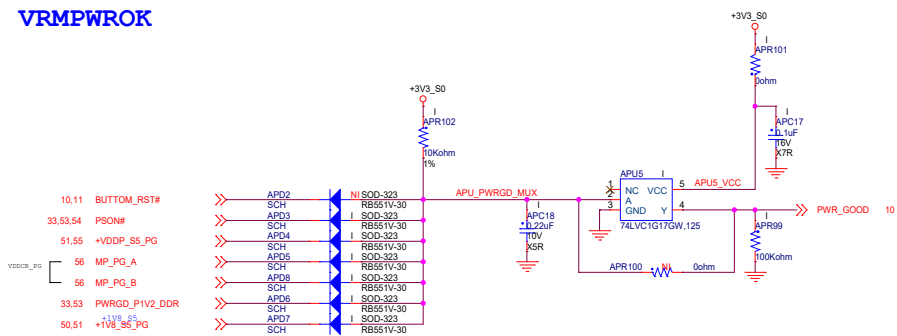 VRMPWROK
+3V3_S0
I
APR101
0ohm
+3V3_S0
I
APR102
10Kohm
1%
I
APC17
0.1uF
16V
X7R
10,11 BUTTOM_RST#
APD2
SCH
NI SOD-323
RB551V-30
33,53,54 PSON#
APD3
SCH
I SOD-323
RB551V-30
51,55 +VDDP_S5_PG
APD4
SCH
I SOD-323
RB551V-30
VDDCR_PG
56 MP_PG_A
APD5
SCH
I SOD-323
RB551V-30
56 MP_PG_B
APD8
SCH
I SOD-323
RB551V-30
33,53 PWRGD_P1V2_DDR
APD6
SCH
I SOD-323
RB551V-30
+1V8_S5
50,51 +1V8_S5_PG
APD7
SCH
I SOD-323
RB551V-30
APU_PWRGD_MUX
I
APC18
0.22uF
10V
X5R
APU5 I
1 NC VCC 5
2 A
3 GND Y 4
74LVC1G17GW,125
APU5_VCC
PWR_GOOD 10
I
APR99
100Kohm
APR100 NI 0ohm